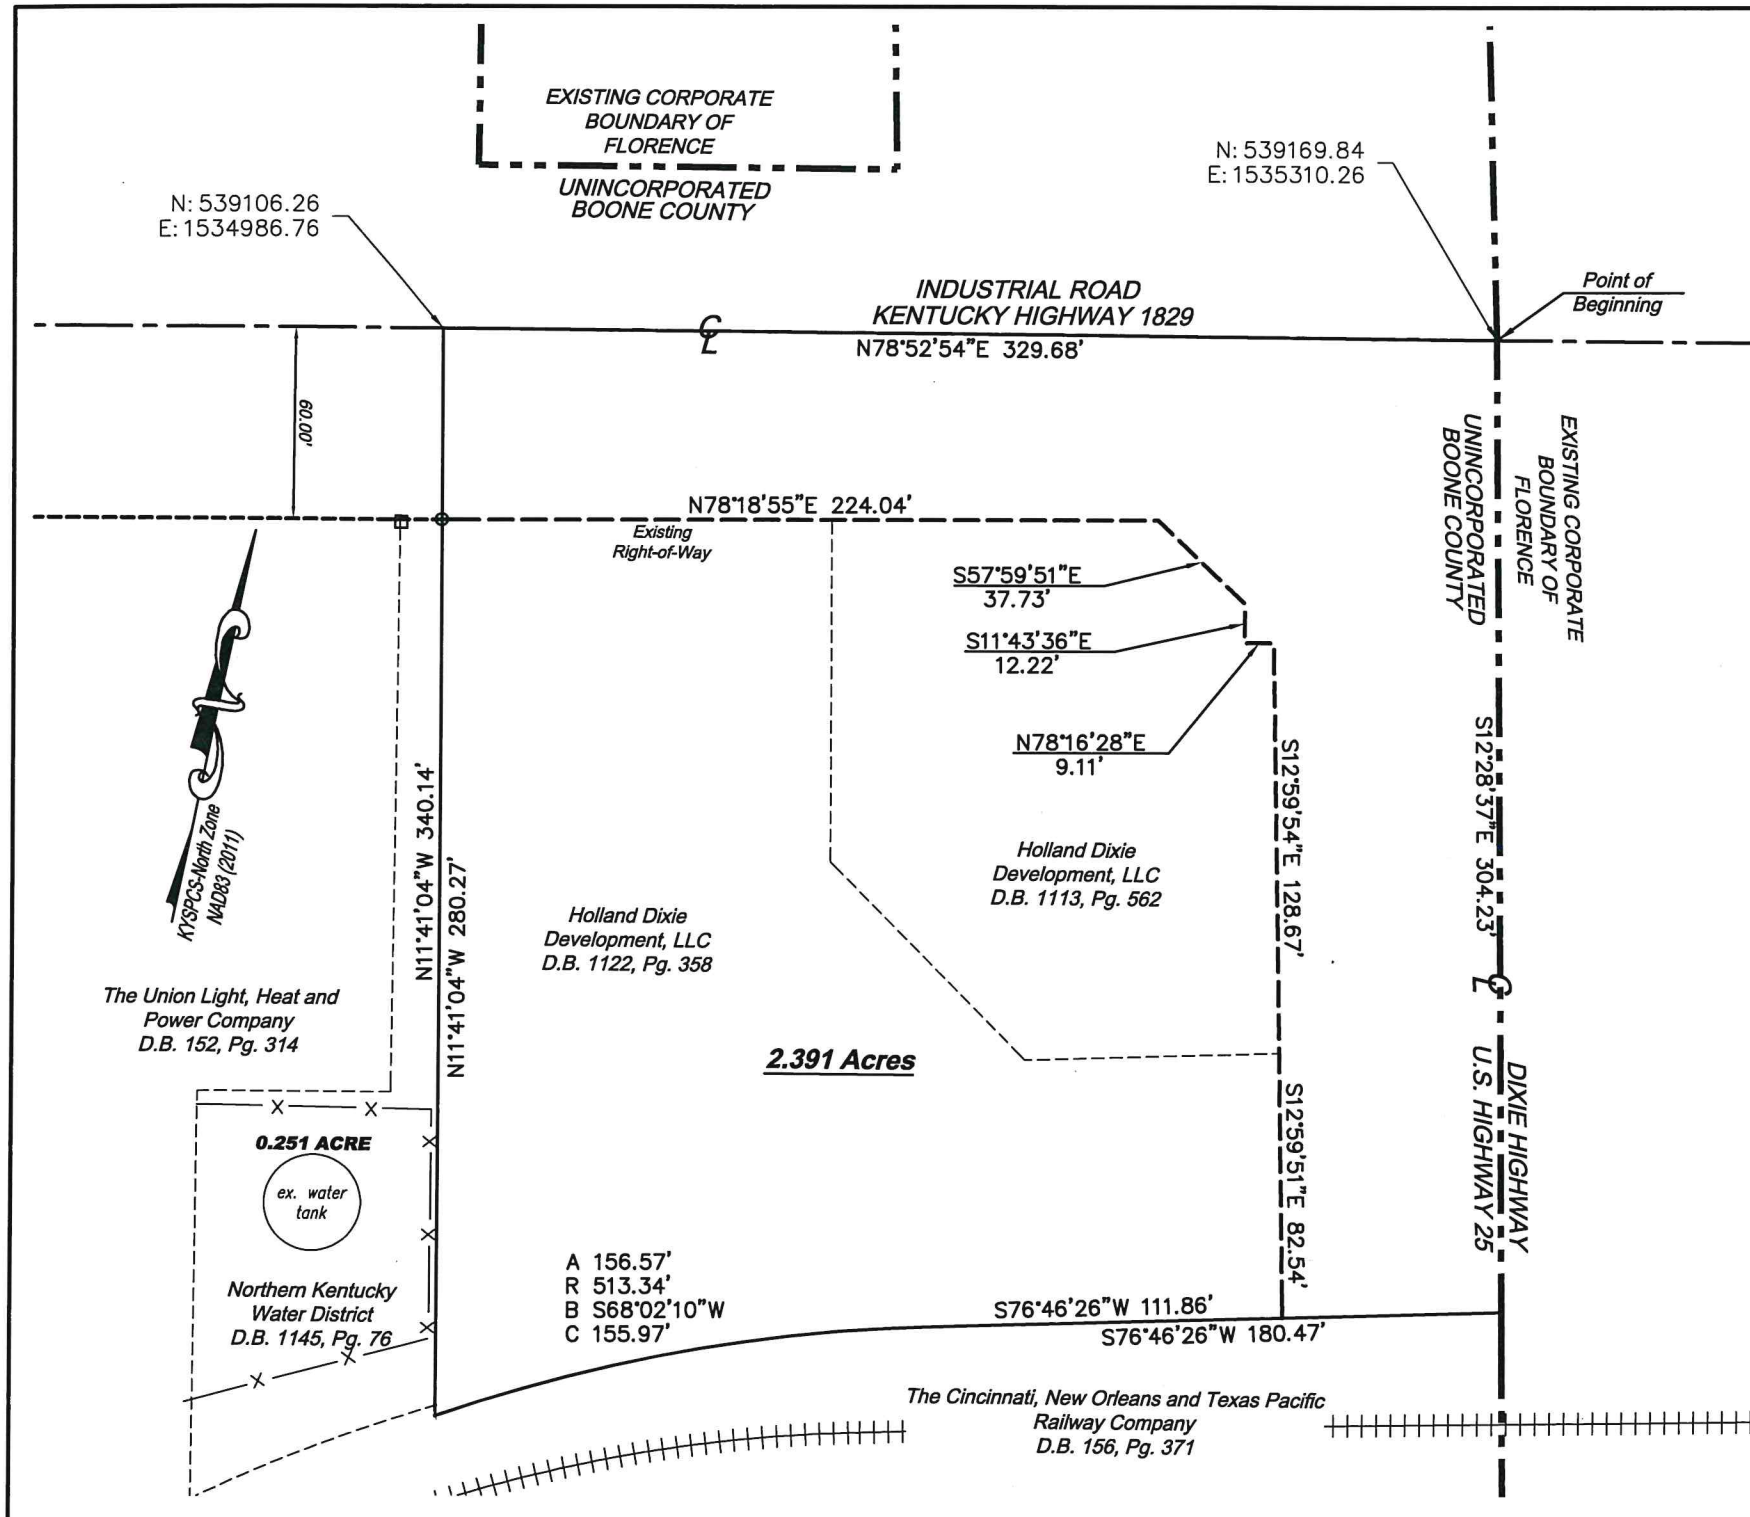 EXISTING CORPORATE
BOUNDARY OF
FLORENCE
UNINCORPORATED
BOONE COUNTY
N: 539106.26
E: 1534986.76
N: 539169.84
E: 1535310.26
Point of
Beginning
INDUSTRIAL ROAD
KENTUCKY HIGHWAY 1829
CL
N78°52'54"E 329.68'
60.00'
N78°18'55"E 224.04'
Existing
Right-of-Way
S57°59'51"E
37.73'
S11°43'36"E
12.22'
N78°16'28"E
9.11'
EXISTING CORPORATE
BOUNDARY OF
FLORENCE
UNINCORPORATED
BOONE COUNTY
KYSPCS-North Zone
NAD83 (2011)
N11°41'04"W 340.14'
N11°41'04"W 280.27'
S12°59'54"E 128.67'
S12°28'37"E 304.23'
Holland Dixie
Development, LLC
D.B. 1113, Pg. 562
Holland Dixie
Development, LLC
D.B. 1122, Pg. 358
CL
The Union Light, Heat and
Power Company
D.B. 152, Pg. 314
2.391 Acres
DIXIE HIGHWAY
U.S. HIGHWAY 25
S12°59'51"E 82.54'
0.251 ACRE
ex. water
tank
Northern Kentucky
Water District
D.B. 1145, Pg. 76
A 156.57'
R 513.34'
B S68°02'10"W
C 155.97'
S76°46'26"W 111.86'
S76°46'26"W 180.47'
The Cincinnati, New Orleans and Texas Pacific
Railway Company
D.B. 156, Pg. 371